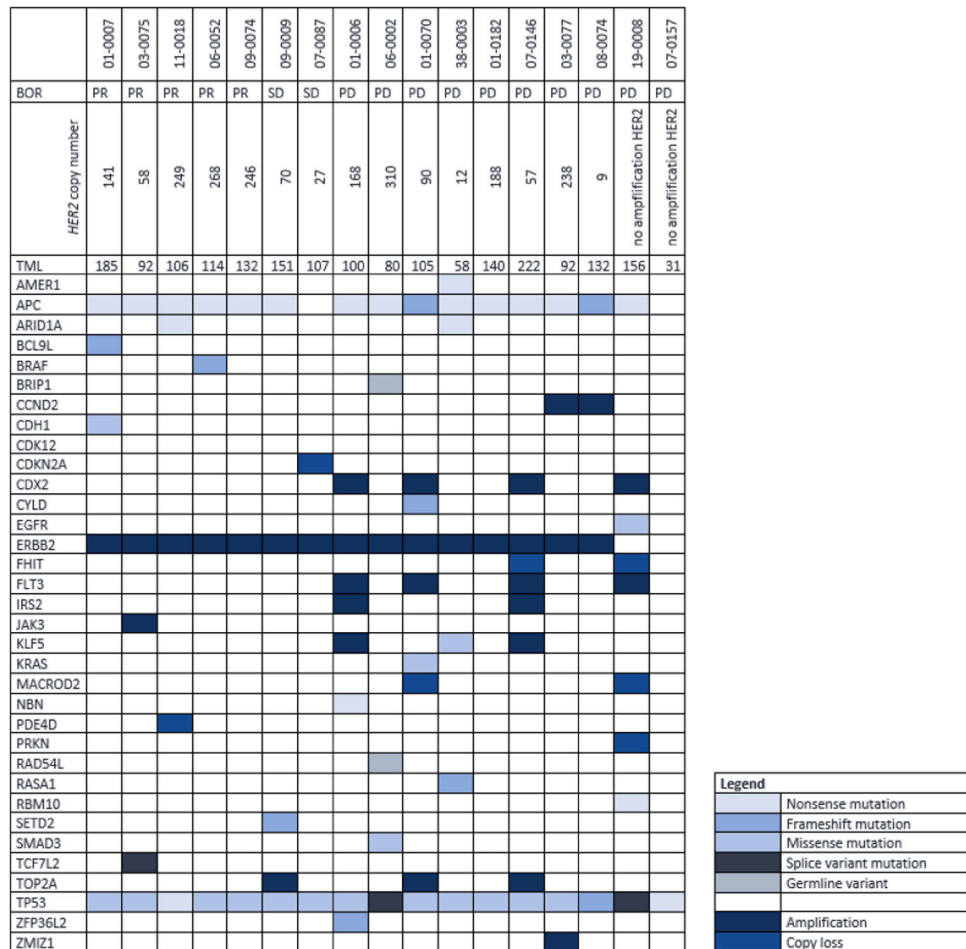 01-0007 03-0075 11-0018 06-0052 09-0074 09-0009 07-0087 01-0006 06-0002 01-0070 38-0003 01-0182 07-0146 03-0077 08-0074 19-0008 07-0157
BOR PR PR PR PR PR SD SD PD PD PD PD PD PD PD PD PD PD
HER2 copy number 141 58 249 268 246 70 27 168 310 90 12 188 57 238 9 no ampflification HER2 no amplification HER2
TML 185 92 106 114 132 151 107 100 80 105 58 140 222 92 132 156 31
AMER1
APC
ARID1A
BCL9L
BRAF
BRIP1
CCND2
CDH1
CDK12
CDKN2A
CDX2
CYLD
EGFR
ERBB2
FHIT
FLT3
IRS2
JAK3
KLF5
KRAS
MACROD2
NBN
PDE4D
PRKN
RAD54L
RASA1
RBM10
SETD2
SMAD3
TCF7L2
TOP2A
TP53
ZFP36L2
ZMIZ1
Legend
Nonsense mutation
Frameshift mutation
Missense mutation
Splice variant mutation
Germline variant
Amplification
Copy loss